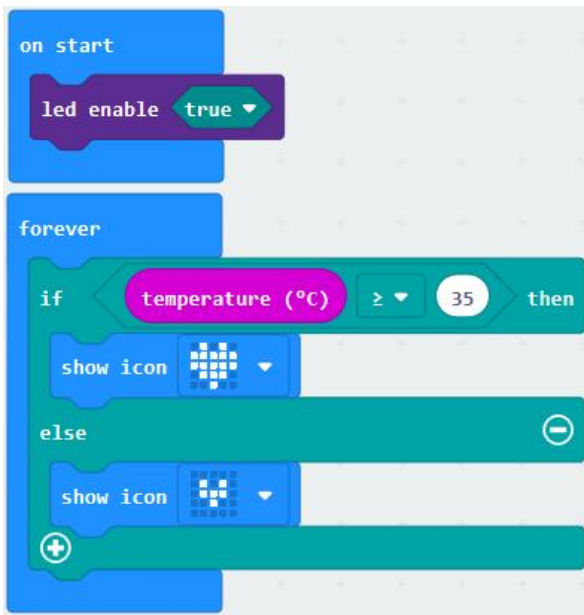 on start
led enable true
forever
if temperature (°C) ≥ 35 then
show icon
else
show icon